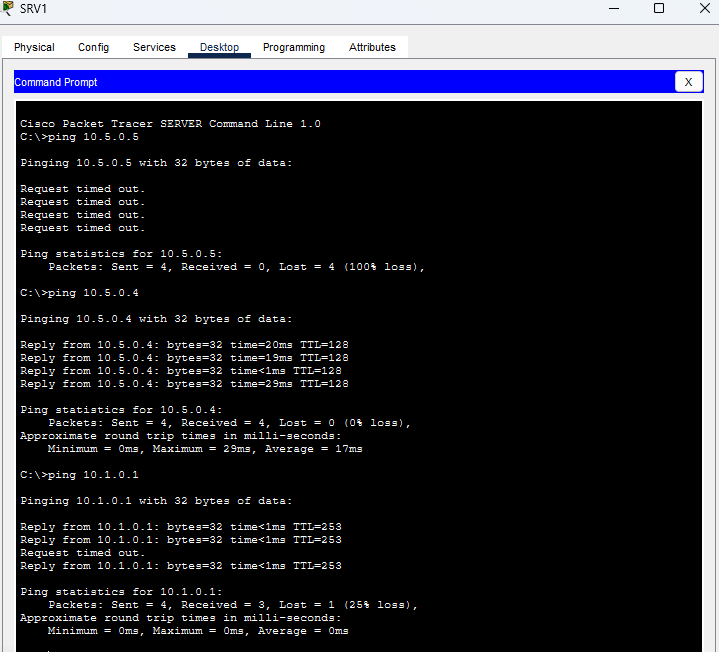 SRV1
Physical Config Services Desktop Programming Attributes
Command Prompt
X
Cisco Packet Tracer SERVER Command Line 1.0
C:\>ping 10.5.0.5
Pinging 10.5.0.5 with 32 bytes of data:
Request timed out.
Request timed out.
Request timed out.
Request timed out.
Ping statistics for 10.5.0.5:
Packets: Sent = 4, Received = 0, Lost = 4 (100% loss),
C:\>ping 10.5.0.4
Pinging 10.5.0.4 with 32 bytes of data:
Reply from 10.5.0.4: bytes=32 time=20ms TTL=128
Reply from 10.5.0.4: bytes=32 time=19ms TTL=128
Reply from 10.5.0.4: bytes=32 time<1ms TTL=128
Reply from 10.5.0.4: bytes=32 time=29ms TTL=128
Ping statistics for 10.5.0.4:
Packets: Sent = 4, Received = 4, Lost = 0 (0% loss),
Approximate round trip times in milli-seconds:
Minimum = 0ms, Maximum = 29ms, Average = 17ms
C:\>ping 10.1.0.1
Pinging 10.1.0.1 with 32 bytes of data:
Reply from 10.1.0.1: bytes=32 time<1ms TTL=253
Reply from 10.1.0.1: bytes=32 time<1ms TTL=253
Request timed out.
Reply from 10.1.0.1: bytes=32 time<1ms TTL=253
Ping statistics for 10.1.0.1:
Packets: Sent = 4, Received = 3, Lost = 1 (25% loss),
Approximate round trip times in milli-seconds:
Minimum = 0ms, Maximum = 0ms, Average = 0ms